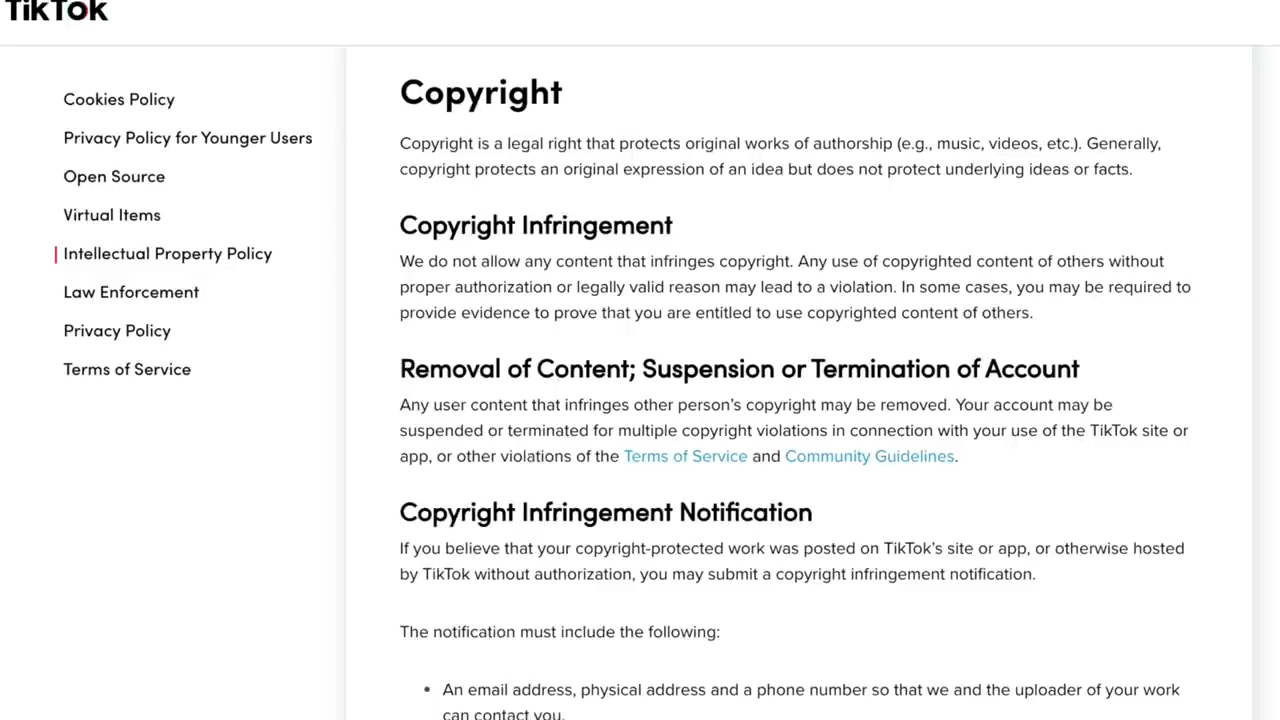 TikTok
Cookies Policy
Privacy Policy for Younger Users
Open Source
Virtual Items
Intellectual Property Policy
Law Enforcement
Privacy Policy
Terms of Service
Copyright
Copyright is a legal right that protects original works of authorship (e.g., music, videos, etc.). Generally,
copyright protects an original expression of an idea but does not protect underlying ideas or facts.
Copyright Infringement
We do not allow any content that infringes copyright. Any use of copyrighted content of others without
proper authorization or legally valid reason may lead to a violation. In some cases, you may be required to
provide evidence to prove that you are entitled to use copyrighted content of others.
Removal of Content; Suspension or Termination of Account
Any user content that infringes other person’s copyright may be removed. Your account may be
suspended or terminated for multiple copyright violations in connection with your use of the TikTok site or
app, or other violations of the Terms of Service and Community Guidelines.
Copyright Infringement Notification
If you believe that your copyright-protected work was posted on TikTok’s site or app, or otherwise hosted
by TikTok without authorization, you may submit a copyright infringement notification.
The notification must include the following:
• An email address, physical address and a phone number so that we and the uploader of your work
can contact you.